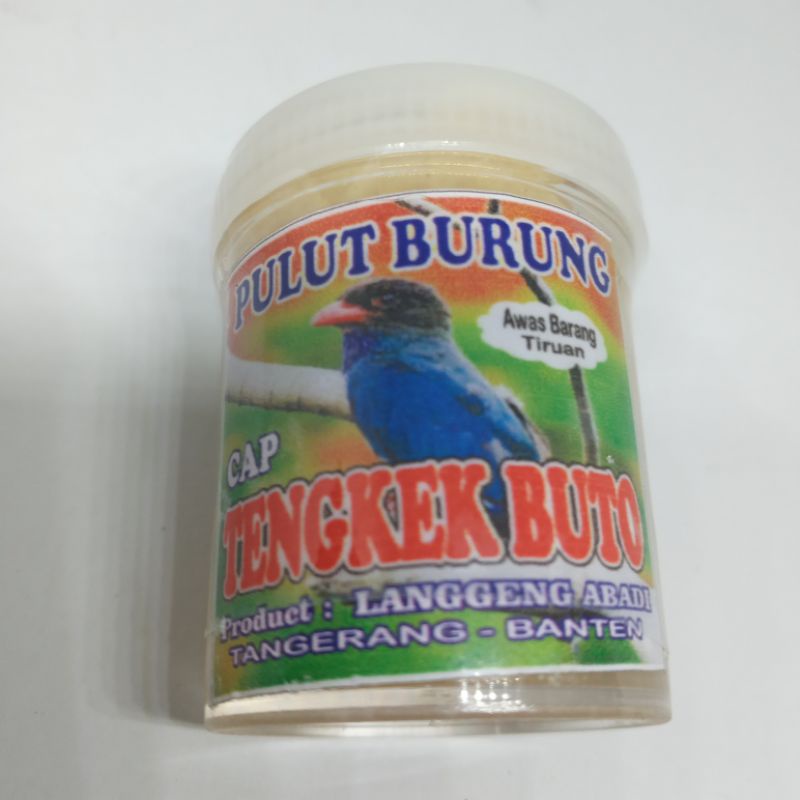 PULUT BURUNG
Awas Barang
Tiruan
CAP
TENGKEK BUTO
Product : LANGGENG ABADI
TANGERANG - BANTEN